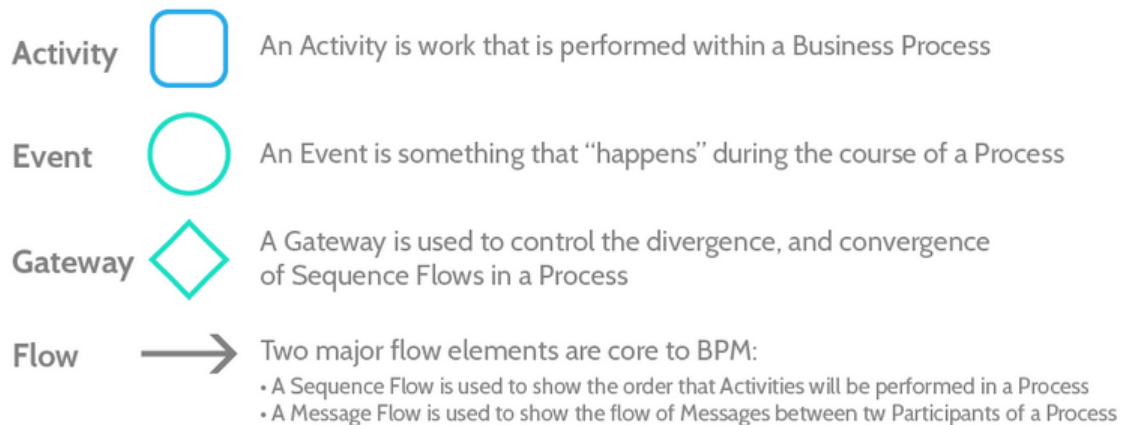 Activity An Activity is work that is performed within a Business Process
Event An Event is something that “happens” during the course of a Process
Gateway A Gateway is used to control the divergence, and convergence
of Sequence Flows in a Process
Flow Two major flow elements are core to BPM:
• A Sequence Flow is used to show the order that Activities will be performed in a Process
• A Message Flow is used to show the flow of Messages between tw Participants of a Process